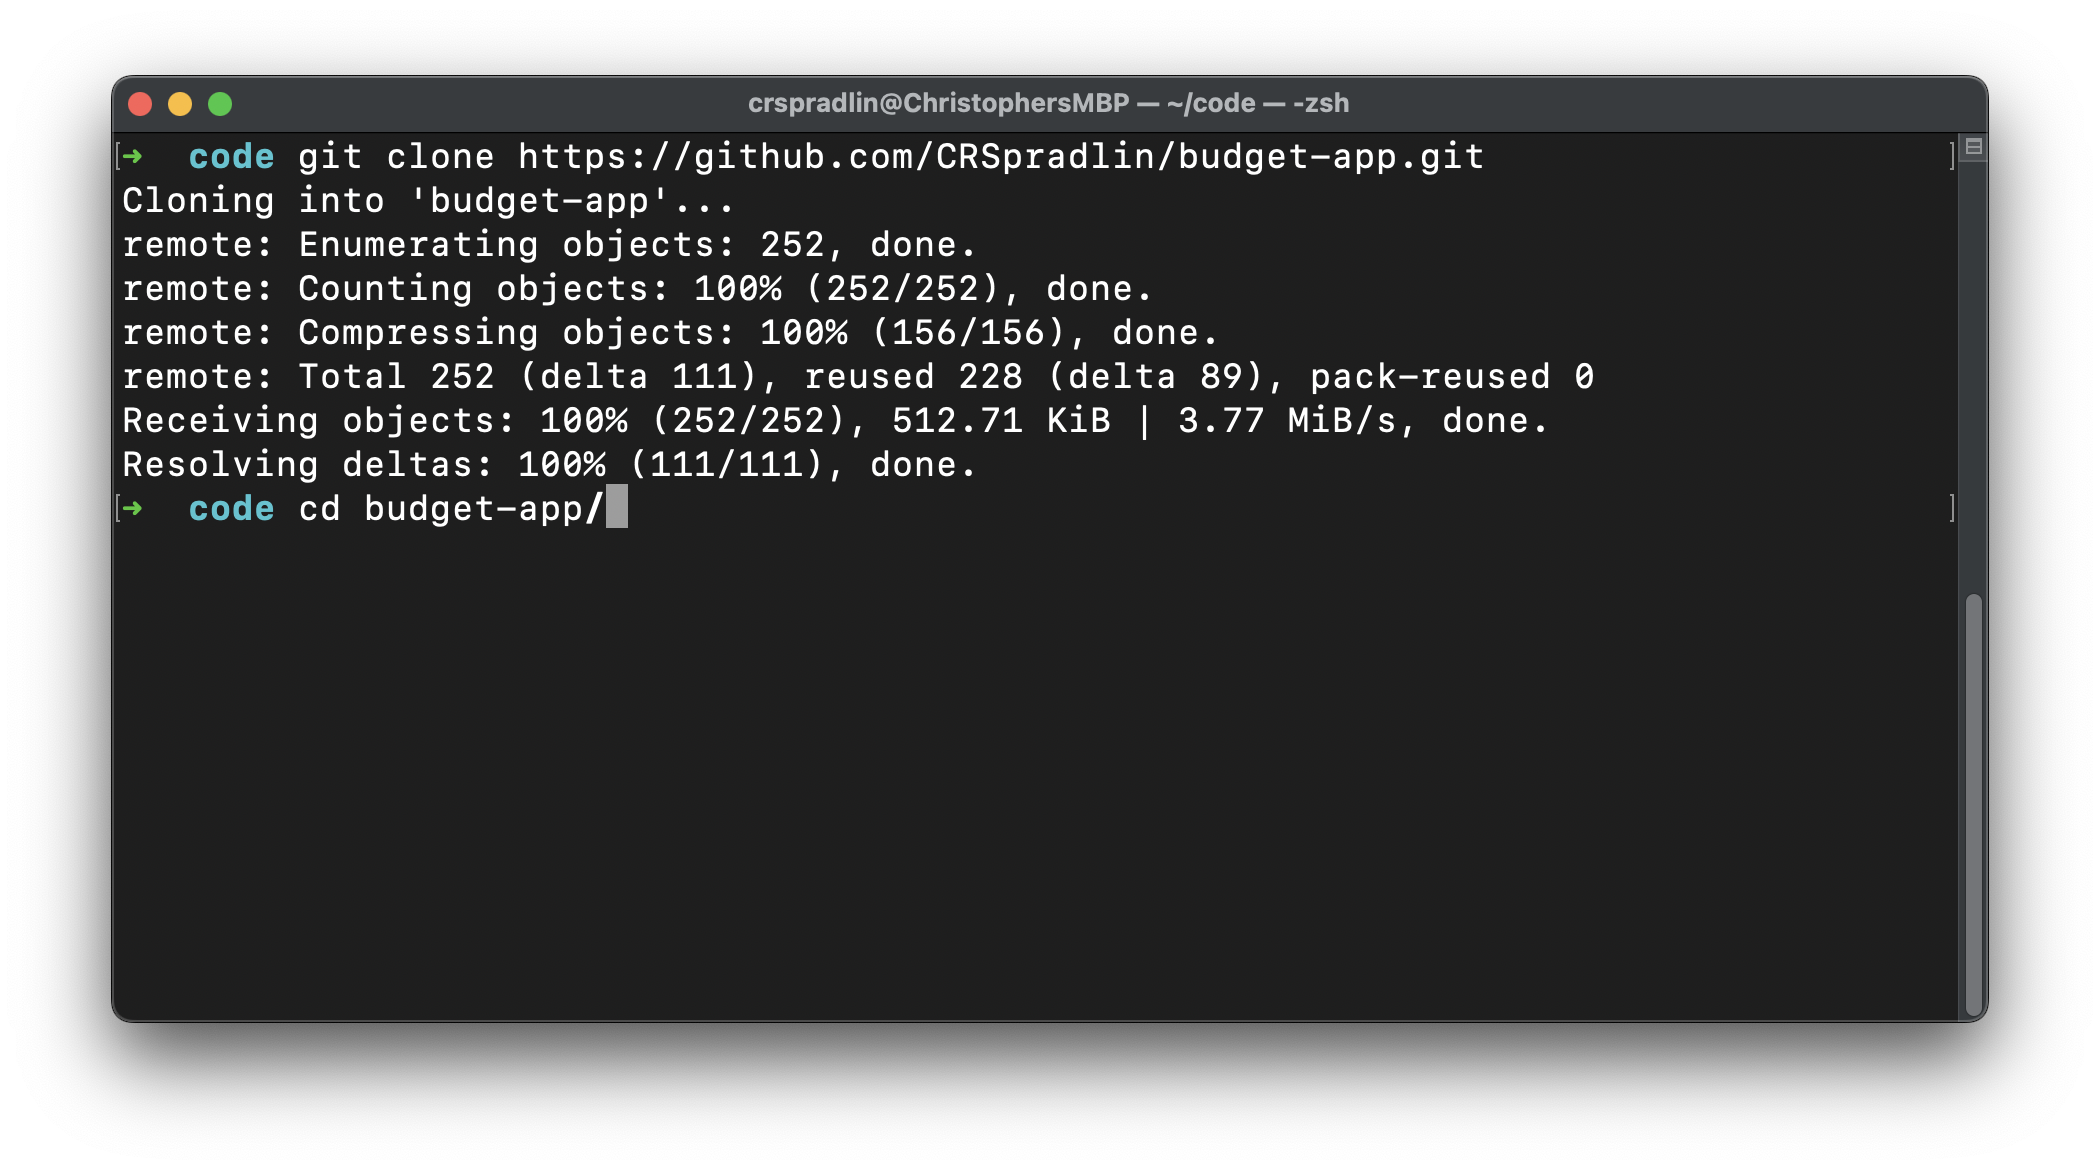 crspradlin@ChristophersMBP — ~/code — -zsh
[➜  code git clone https://github.com/CRSpradlin/budget-app.git ]
Cloning into 'budget-app'...
remote: Enumerating objects: 252, done.
remote: Counting objects: 100% (252/252), done.
remote: Compressing objects: 100% (156/156), done.
remote: Total 252 (delta 111), reused 228 (delta 89), pack-reused 0
Receiving objects: 100% (252/252), 512.71 KiB | 3.77 MiB/s, done.
Resolving deltas: 100% (111/111), done.
[➜  code cd budget-app/ ]